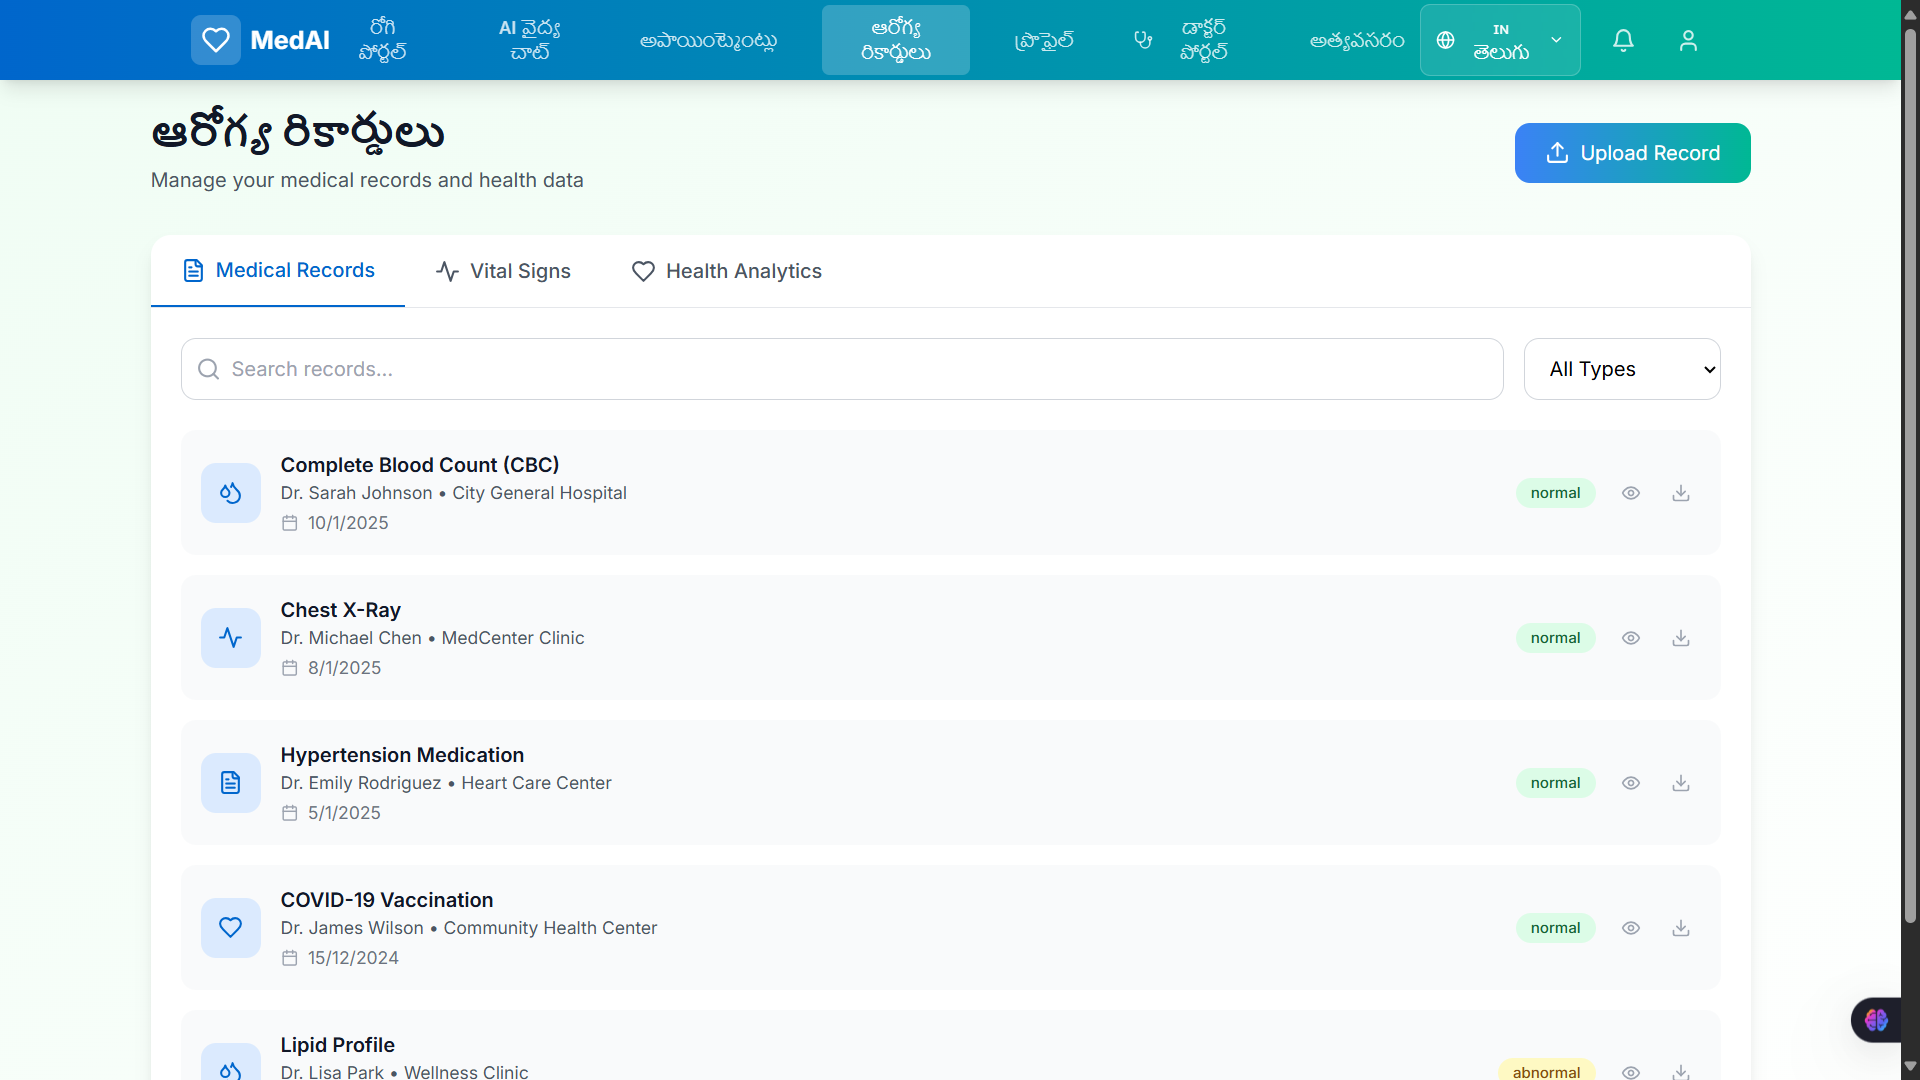 MedAI
రోగి
పోర్టల్
AI వైద్య
చాట్
అపాయింట్మెంట్లు
ఆరోగ్య
రికార్డులు
ప్రొఫైల్
డాక్టర్
పోర్టల్
అత్యవసరం
IN
తెలుగు
ఆరోగ్య రికార్డులు
Manage your medical records and health data
Upload Record
Medical Records
Vital Signs
Health Analytics
Search records...
All Types
Complete Blood Count (CBC)
Dr. Sarah Johnson • City General Hospital
10/1/2025
normal
Chest X-Ray
Dr. Michael Chen • MedCenter Clinic
8/1/2025
normal
Hypertension Medication
Dr. Emily Rodriguez • Heart Care Center
5/1/2025
normal
COVID-19 Vaccination
Dr. James Wilson • Community Health Center
15/12/2024
normal
Lipid Profile
Dr. Lisa Park • Wellness Clinic
abnormal